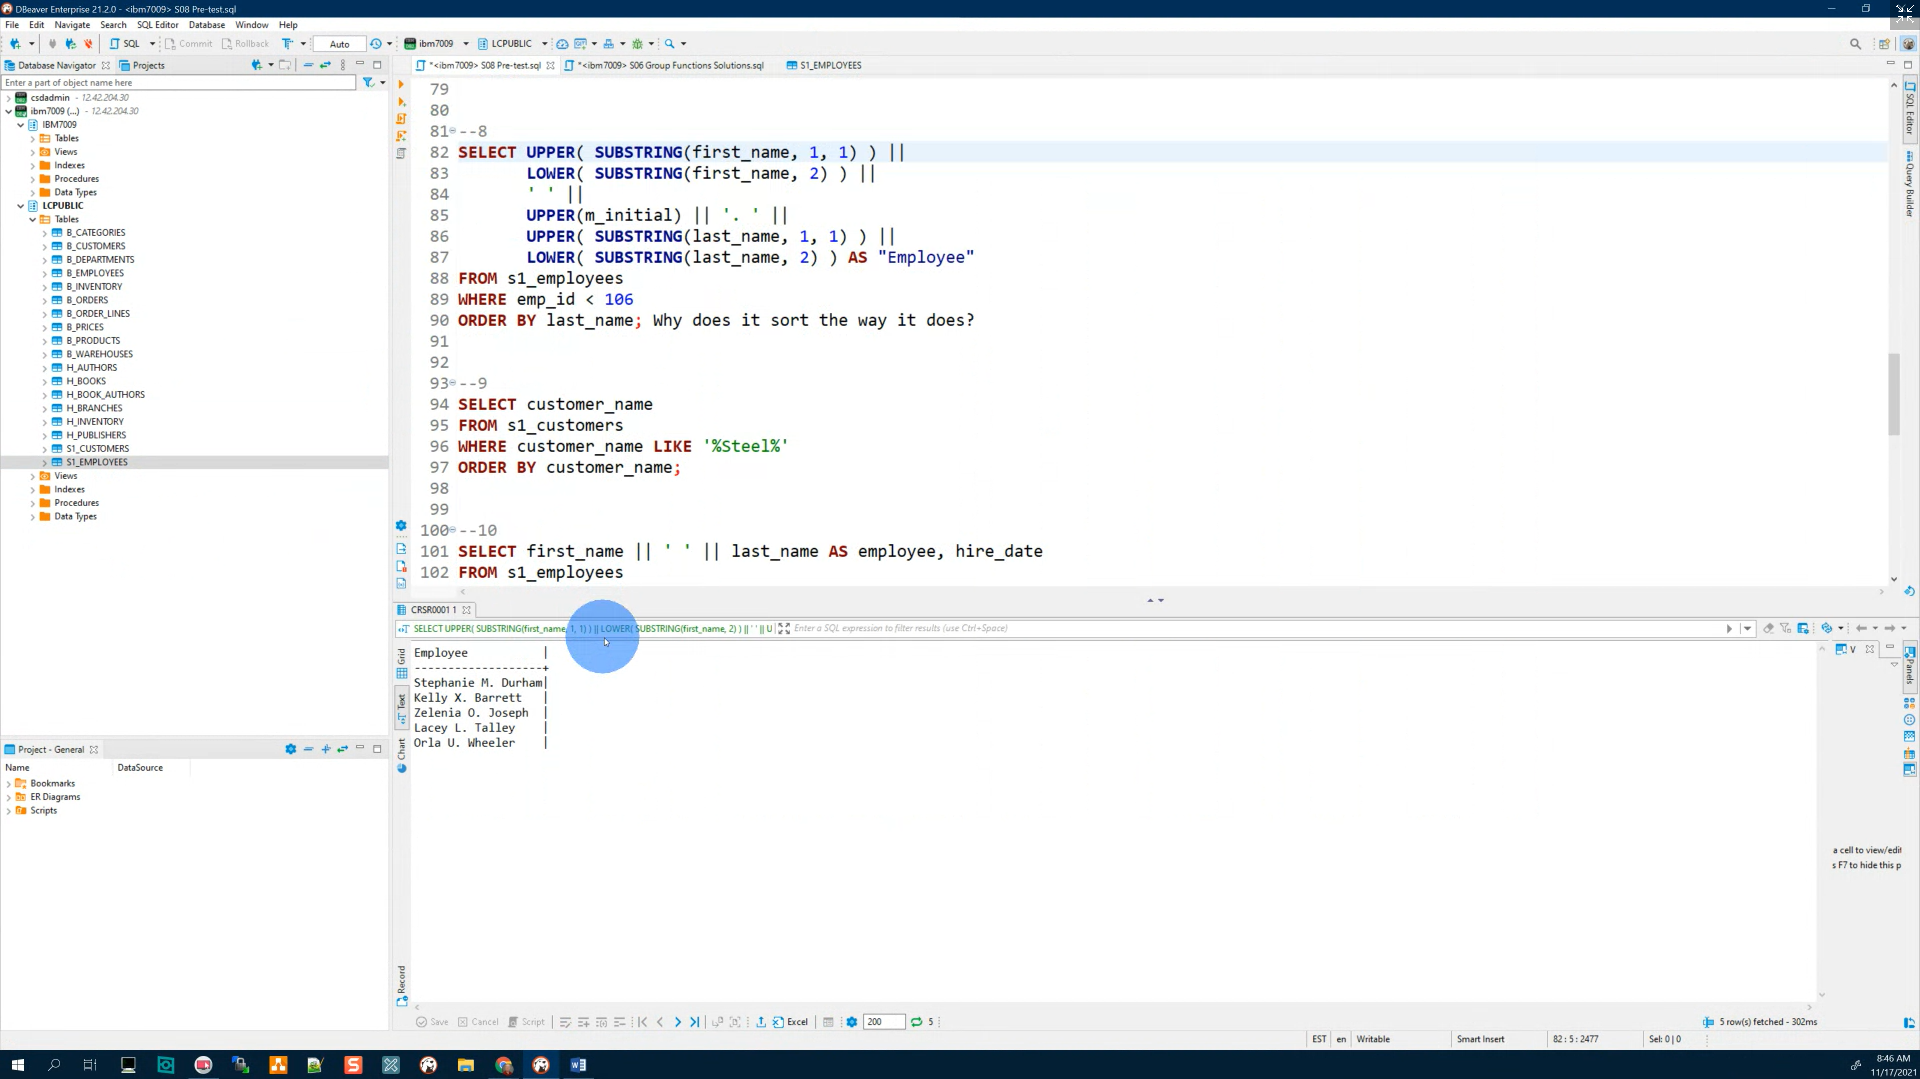 DBeaver Enterprise 21.2.0 - <ibm7009> S08 Pre-test.sql
File Edit Navigate Search SQL Editor Database Window Help
SQL Commit Rollback Auto ibm7009 LCPUBLIC
Database Navigator Projects
*<ibm7009> S08 Pre-test.sql *<ibm7009> S06 Group Functions Solutions.sql S1_EMPLOYEES
Enter a part of object name here
csdadmin - 12.42.204.30
ibm7009 (...) - 12.42.204.30
IBM7009
Tables
Views
Indexes
Procedures
Data Types
LCPUBLIC
Tables
B_CATEGORIES
B_CUSTOMERS
B_DEPARTMENTS
B_EMPLOYEES
B_INVENTORY
B_ORDERS
B_ORDER_LINES
B_PRICES
B_PRODUCTS
B_WAREHOUSES
H_AUTHORS
H_BOOKS
H_BOOK_AUTHORS
H_BRANCHES
H_INVENTORY
H_PUBLISHERS
S1_CUSTOMERS
S1_EMPLOYEES
Views
Indexes
Procedures
Data Types
Project - General
Name DataSource
Bookmarks
ER Diagrams
Scripts
79
80
81 --8
82 SELECT UPPER( SUBSTRING(first_name, 1, 1) ) ||
83 LOWER( SUBSTRING(first_name, 2) ) ||
84 ' ' ||
85 UPPER(m_initial) || '. ' ||
86 UPPER( SUBSTRING(last_name, 1, 1) ) ||
87 LOWER( SUBSTRING(last_name, 2) ) AS "Employee"
88 FROM s1_employees
89 WHERE emp_id < 106
90 ORDER BY last_name; Why does it sort the way it does?
91
92
93 --9
94 SELECT customer_name
95 FROM s1_customers
96 WHERE customer_name LIKE '%Steel%'
97 ORDER BY customer_name;
98
99
100 --10
101 SELECT first_name || ' ' || last_name AS employee, hire_date
102 FROM s1_employees
SQL Editor
Query Builder
CRSR0001 1
SELECT UPPER( SUBSTRING(first_name, 1, 1) ) || LOWER( SUBSTRING(first_name, 2) ) || ' ' || U Enter a SQL expression to filter results (use Ctrl+Space)
Grid
Text
Chart
Record
Employee |
-------------------+
Stephanie M. Durham|
Kelly X. Barrett |
Zelenia O. Joseph |
Lacey L. Talley |
Orla U. Wheeler |
V
Panels
a cell to view/edit
s F7 to hide this p
Save Cancel Script Excel 200 5
5 row(s) fetched - 302ms
EST en Writable Smart Insert 82 : 5 : 2477 Sel: 0 | 0
8:46 AM
11/17/2021